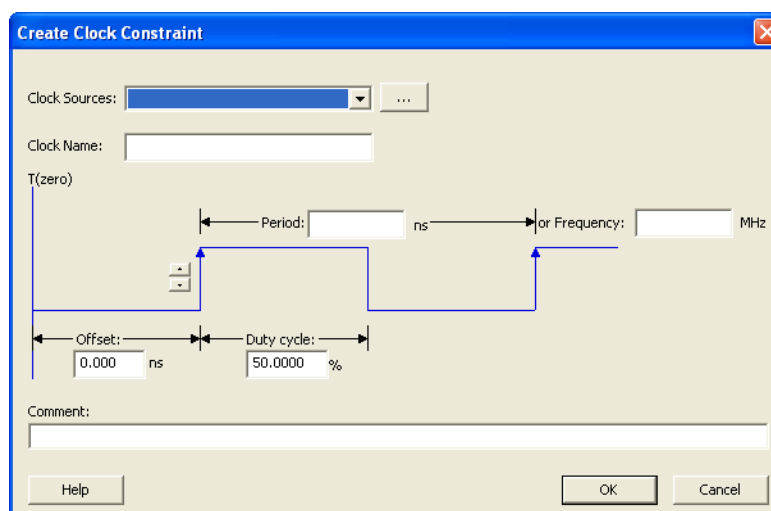 Create Clock Constraint
Clock Sources:
...
Clock Name:
T(zero)
Period: ns or Frequency: MHz
Offset: Duty cycle:
0.000 ns 50.0000 %
Comment:
Help OK Cancel